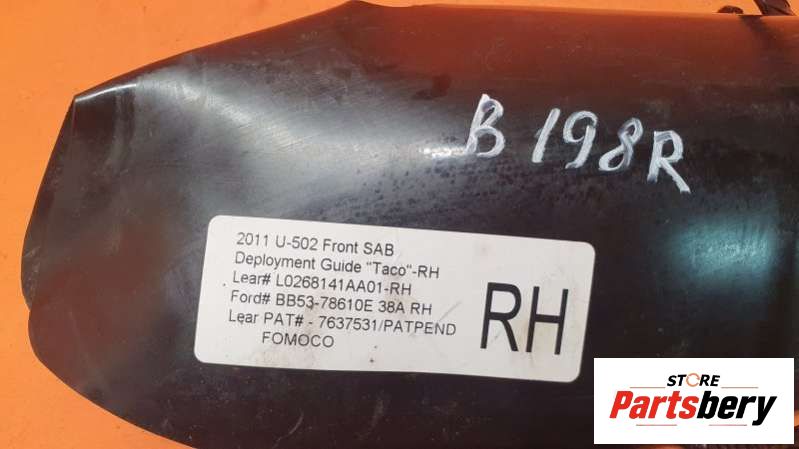 B 198R
2011 U-502 Front SAB
Deployment Guide "Taco"-RH
Lear# L0268141AA01-RH
Ford# BB53-78610E 38A RH
Lear PAT# - 7637531/PATPEND
FOMOCO
RH
STORE
Partsbery